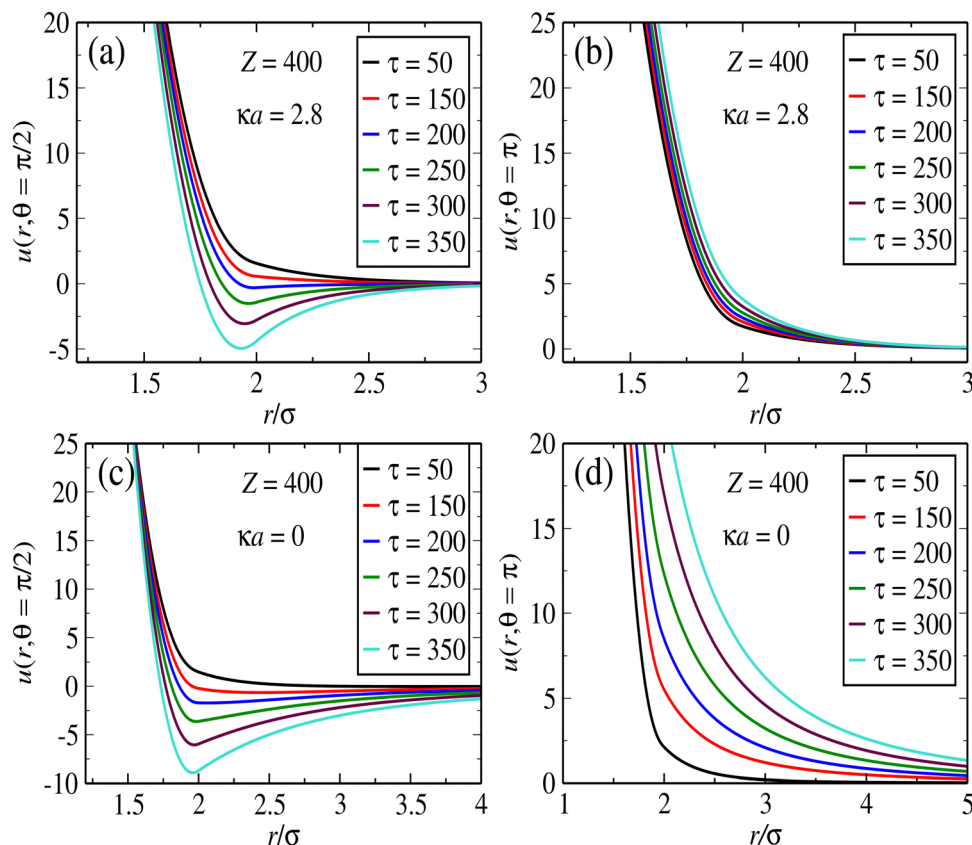 (a)
Z = 400
κa = 2.8
τ = 50
τ = 150
τ = 200
τ = 250
τ = 300
τ = 350
u(r,θ = π/2)
20
15
10
5
0
-5
1.5
2
2.5
3
r/σ
(b)
Z = 400
κa = 2.8
τ = 50
τ = 150
τ = 200
τ = 250
τ = 300
τ = 350
u(r,θ = π)
25
20
15
10
5
0
1.5
2
2.5
3
r/σ
(c)
Z = 400
κa = 0
τ = 50
τ = 150
τ = 200
τ = 250
τ = 300
τ = 350
u(r,θ = π/2)
25
20
15
10
5
0
-5
-10
1.5
2
2.5
3
3.5
4
r/σ
(d)
Z = 400
κa = 0
τ = 50
τ = 150
τ = 200
τ = 250
τ = 300
τ = 350
u(r,θ = π)
20
15
10
5
0
1
2
3
4
5
r/σ